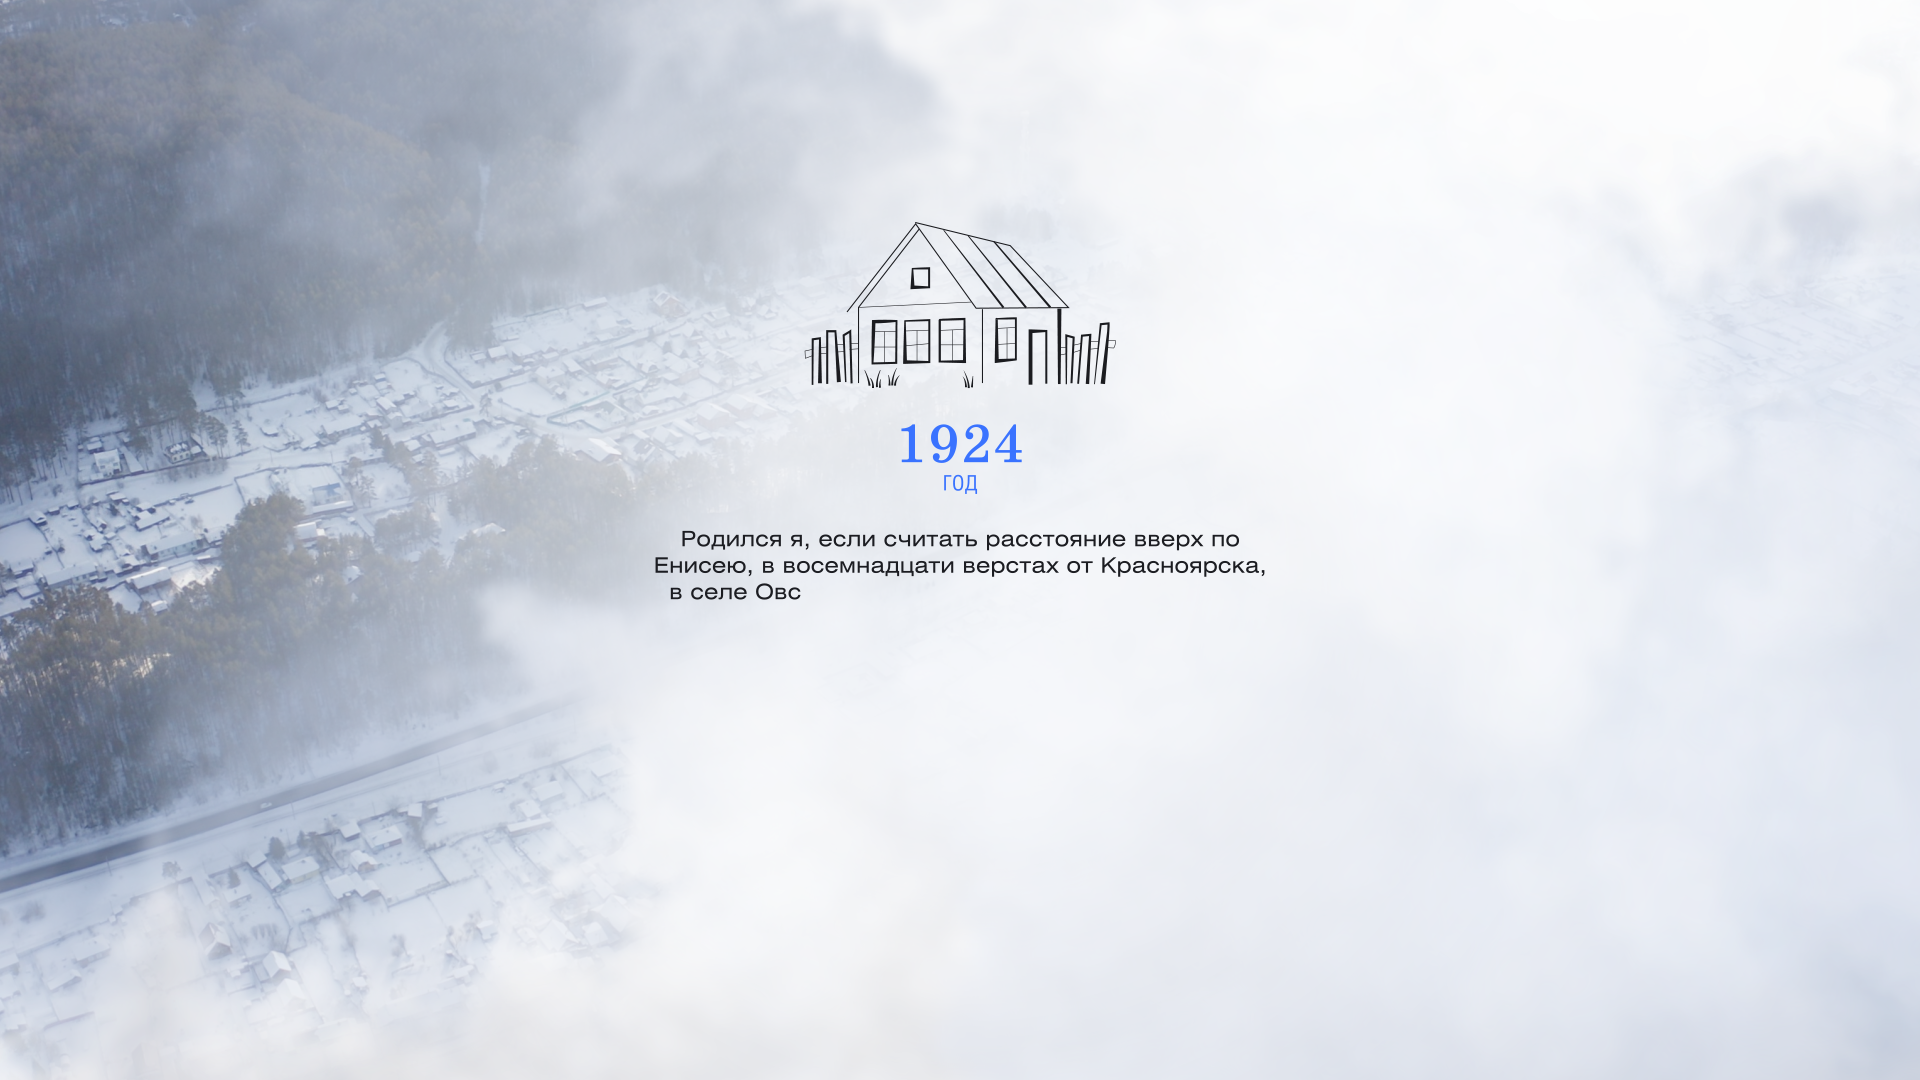 1924
ГОД
Родился я, если считать расстояние вверх по
Енисею, в восемнадцати верстах от Красноярска,
в селе Овс